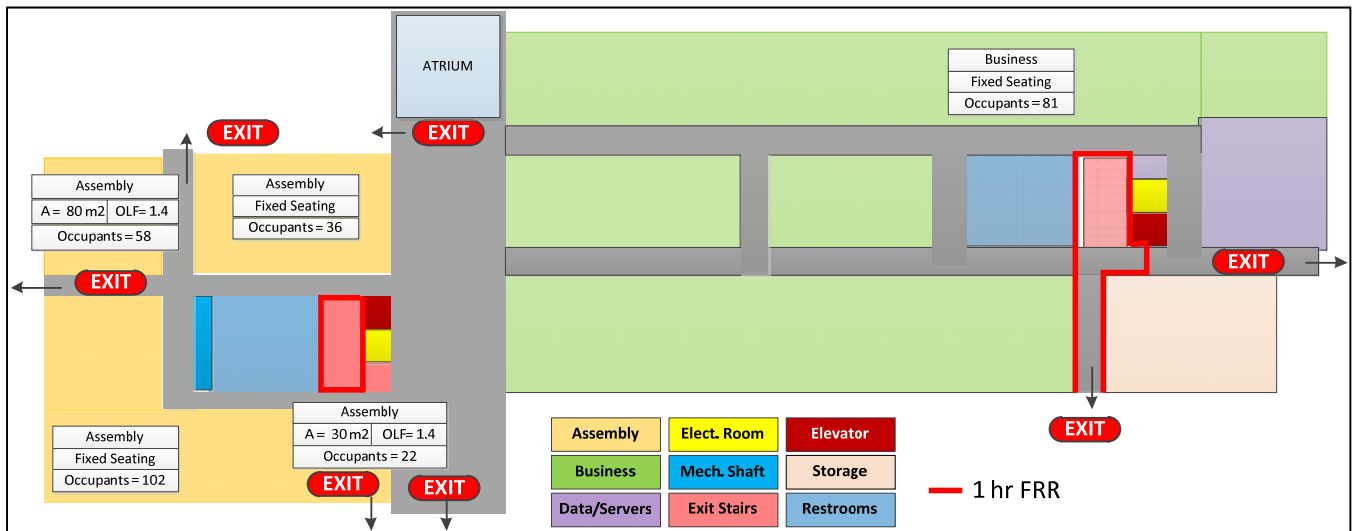 ATRIUM
Business
Fixed Seating
Occupants = 81
EXIT
EXIT
Assembly
A = 80 m2 OLF= 1.4
Occupants = 58
Assembly
Fixed Seating
Occupants = 36
EXIT
EXIT
Assembly
A = 30 m2 OLF= 1.4
Occupants = 22
EXIT
Assembly
Fixed Seating
Occupants = 102
EXIT
EXIT
Assembly Elect. Room Elevator
Business Mech. Shaft Storage
Data/Servers Exit Stairs Restrooms
1 hr FRR